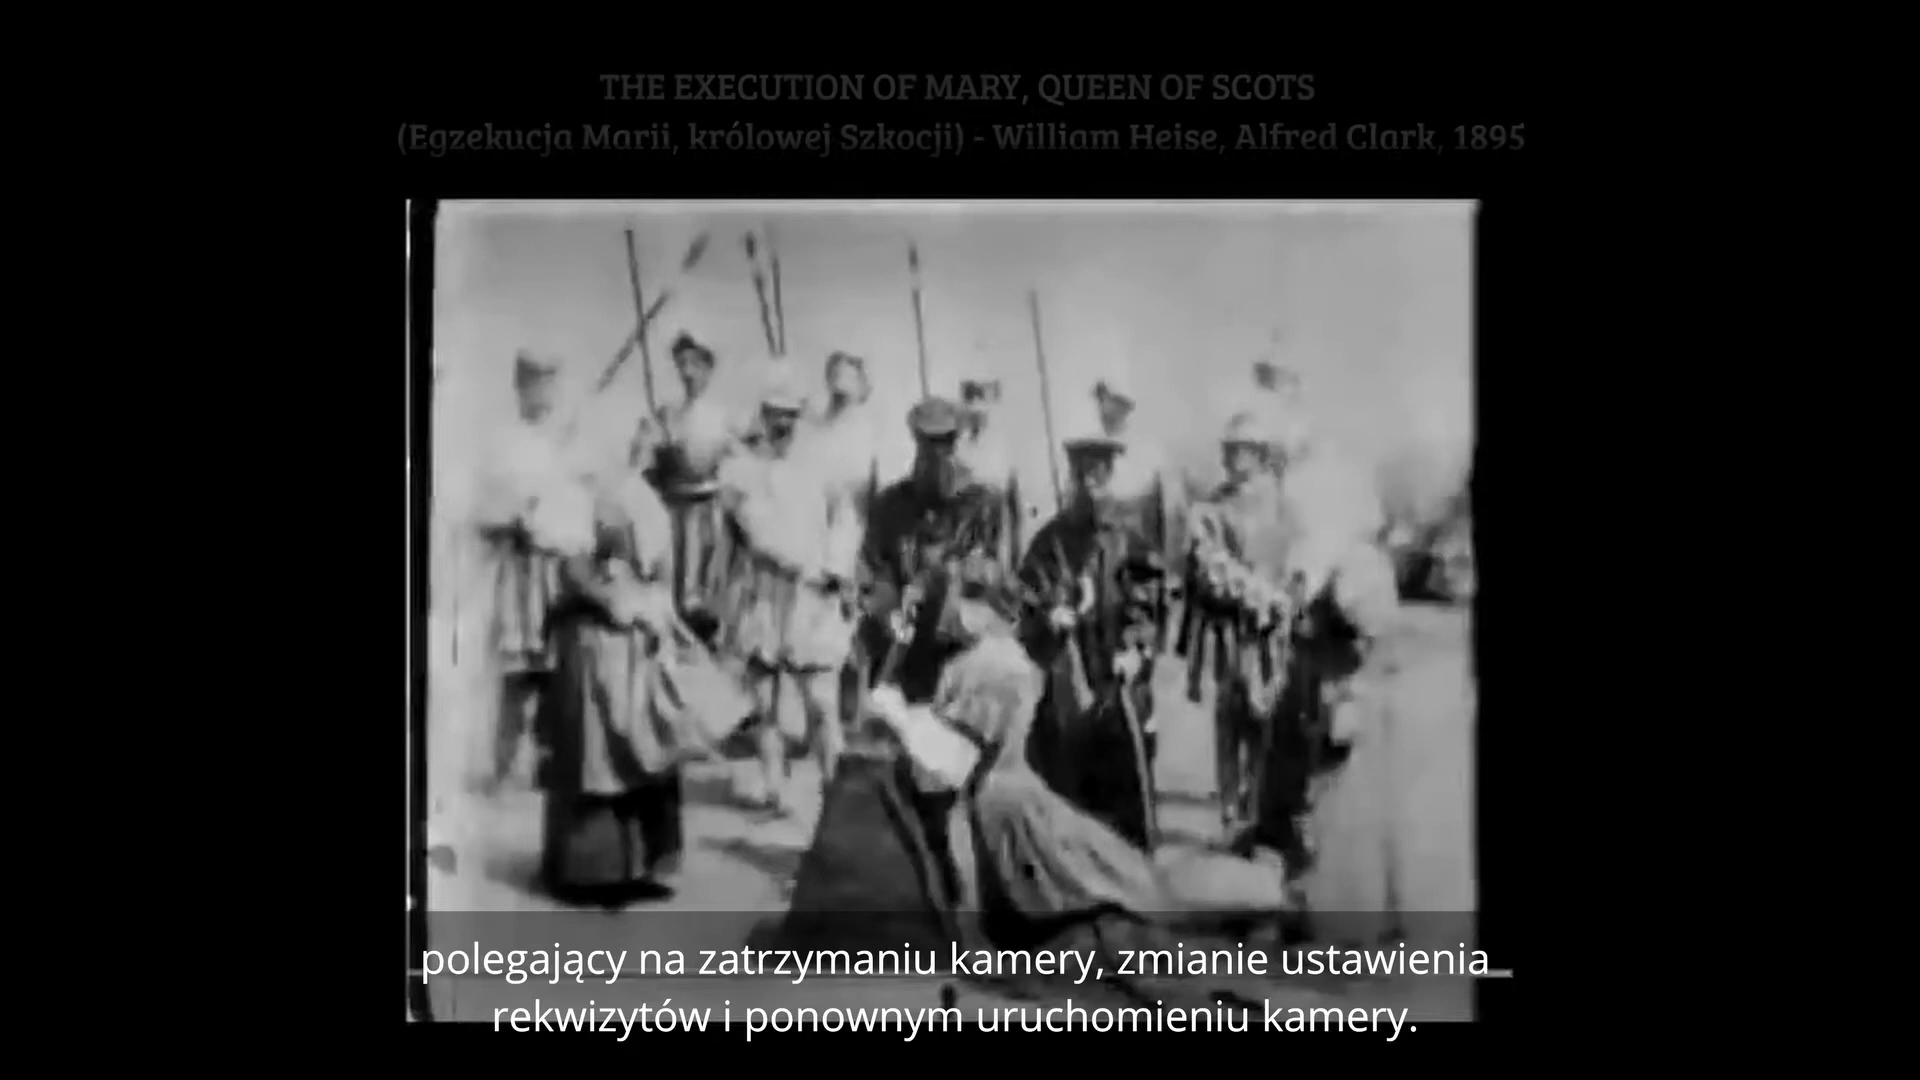 THE EXECUTION OF MARY, QUEEN OF SCOTS
(Egzekucja Marii, królowej Szkocji) - William Heise, Alfred Clark, 1895
polegający na zatrzymaniu kamery, zmianie ustawienia
rekwizytów i ponownym uruchomieniu kamery.